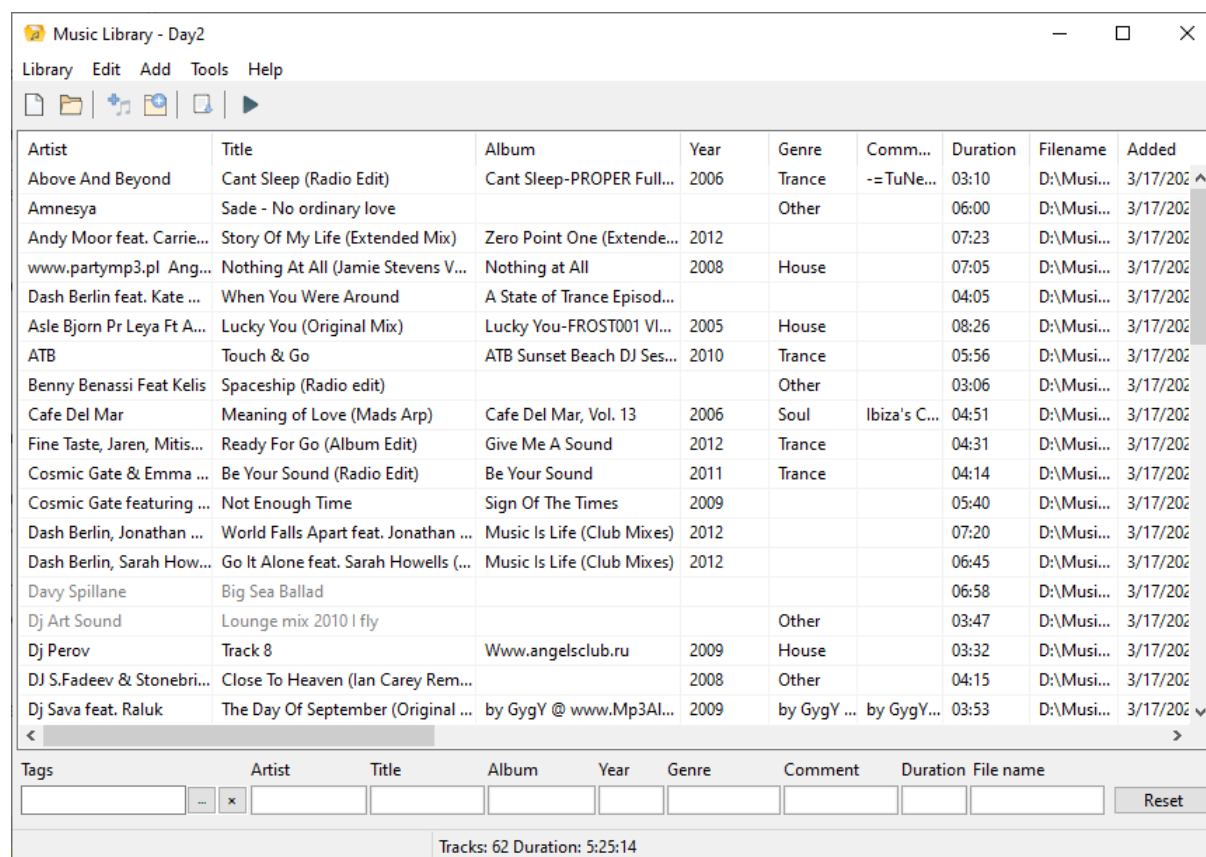 Music Library - Day2
Library Edit Add Tools Help
Artist Title Album Year Genre Comm... Duration Filename Added
Above And Beyond Cant Sleep (Radio Edit) Cant Sleep-PROPER Full... 2006 Trance -=TuNe... 03:10 D:\Musi... 3/17/202
Amnesya Sade - No ordinary love Other 06:00 D:\Musi... 3/17/202
Andy Moor feat. Carrie... Story Of My Life (Extended Mix) Zero Point One (Extende... 2012 07:23 D:\Musi... 3/17/202
www.partymp3.pl Ang... Nothing At All (Jamie Stevens V... Nothing at All 2008 House 07:05 D:\Musi... 3/17/202
Dash Berlin feat. Kate ... When You Were Around A State of Trance Episod... 04:05 D:\Musi... 3/17/202
Asle Bjorn Pr Leya Ft A... Lucky You (Original Mix) Lucky You-FROST001 VI... 2005 House 08:26 D:\Musi... 3/17/202
ATB Touch & Go ATB Sunset Beach DJ Ses... 2010 Trance 05:56 D:\Musi... 3/17/202
Benny Benassi Feat Kelis Spaceship (Radio edit) Other 03:06 D:\Musi... 3/17/202
Cafe Del Mar Meaning of Love (Mads Arp) Cafe Del Mar, Vol. 13 2006 Soul Ibiza's C... 04:51 D:\Musi... 3/17/202
Fine Taste, Jaren, Mitis... Ready For Go (Album Edit) Give Me A Sound 2012 Trance 04:31 D:\Musi... 3/17/202
Cosmic Gate & Emma ... Be Your Sound (Radio Edit) Be Your Sound 2011 Trance 04:14 D:\Musi... 3/17/202
Cosmic Gate featuring ... Not Enough Time Sign Of The Times 2009 05:40 D:\Musi... 3/17/202
Dash Berlin, Jonathan ... World Falls Apart feat. Jonathan ... Music Is Life (Club Mixes) 2012 07:20 D:\Musi... 3/17/202
Dash Berlin, Sarah How... Go It Alone feat. Sarah Howells (... Music Is Life (Club Mixes) 2012 06:45 D:\Musi... 3/17/202
Davy Spillane Big Sea Ballad 06:58 D:\Musi... 3/17/202
Dj Art Sound Lounge mix 2010 I fly Other 03:47 D:\Musi... 3/17/202
Dj Perov Track 8 Www.angelsclub.ru 2009 House 03:32 D:\Musi... 3/17/202
DJ S.Fadeev & Stonebri... Close To Heaven (Ian Carey Rem... 2008 Other 04:15 D:\Musi... 3/17/202
Dj Sava feat. Raluk The Day Of September (Original ... by GygY @ www.Mp3Al... 2009 by GygY ... by GygY... 03:53 D:\Musi... 3/17/202
Tags Artist Title Album Year Genre Comment Duration File name
... × Reset
Tracks: 62 Duration: 5:25:14